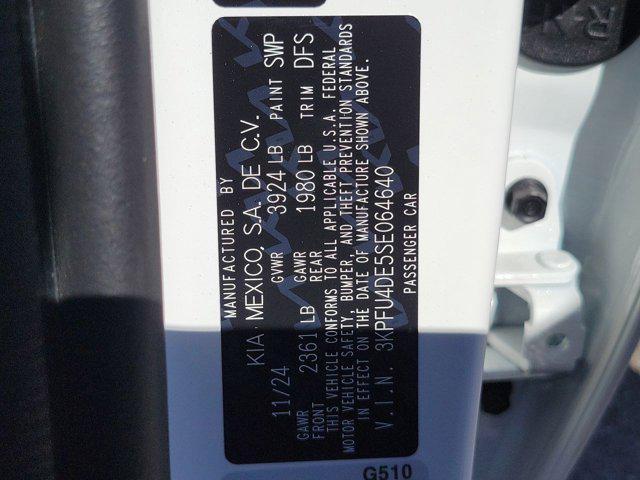 MANUFACTURED BY
KIA MEXICO, S.A. DE C.V.
11/24 GVWR 3924 LB PAINT SWP
GAWR FRONT 2361 LB GAWR REAR 1980 LB TRIM DFS
THIS VEHICLE CONFORMS TO ALL APPLICABLE U.S.A. FEDERAL
MOTOR VEHICLE SAFETY, BUMPER, AND THEFT PREVENTION STANDARDS
IN EFFECT ON THE DATE OF MANUFACTURE SHOWN ABOVE.
V.I.N. 3KPFU4DE5SE064640
PASSENGER CAR
G510